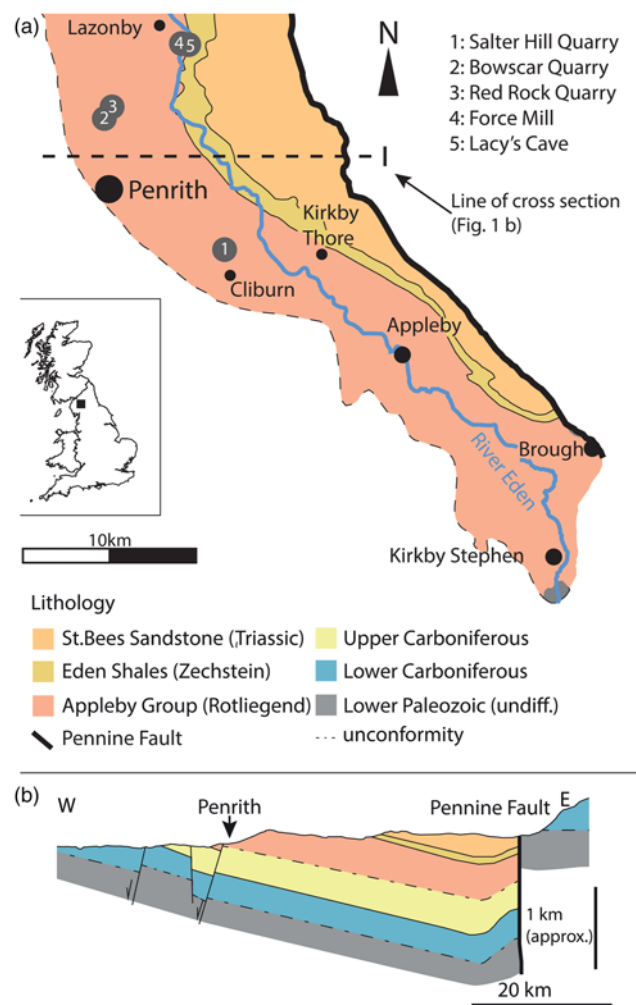 (a)
Lazonby
4 5
N
1: Salter Hill Quarry
2: Bowscar Quarry
3: Red Rock Quarry
4: Force Mill
5: Lacy's Cave
3
2
I
Penrith
Line of cross section
(Fig. 1 b)
Kirkby
Thore
1
Cliburn
Appleby
Brough
River Eden
10km
Kirkby Stephen
Lithology
St.Bees Sandstone (Triassic)
Upper Carboniferous
Eden Shales (Zechstein)
Lower Carboniferous
Appleby Group (Rotliegend)
Lower Paleozoic (undiff.)
Pennine Fault
unconformity
(b)
W
Penrith
Pennine Fault
E
1 km
(approx.)
20 km